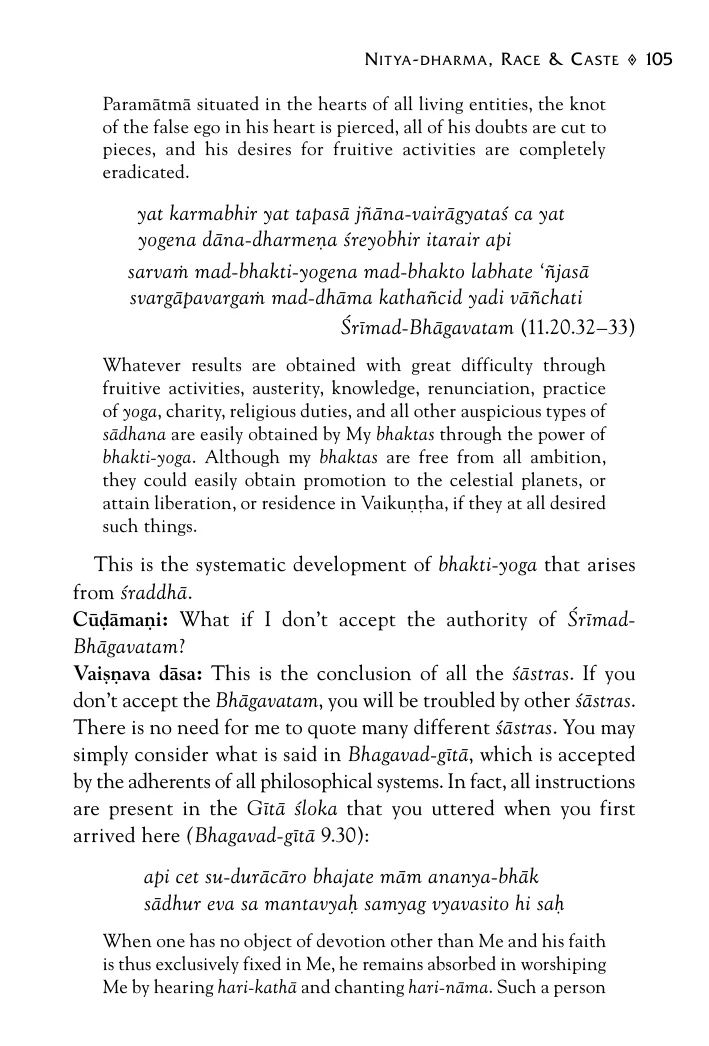 Nitya-dharma, Race & Caste ◊ 105
Paramātmā situated in the hearts of all living entities, the knot
of the false ego in his heart is pierced, all of his doubts are cut to
pieces, and his desires for fruitive activities are completely
eradicated.
yat karmabhir yat tapasā jñāna-vairāgyataś ca yat
yogena dāna-dharmeṇa śreyobhir itarair api
sarvaṁ mad-bhakti-yogena mad-bhakto labhate ‘ñjasā
svargāpavargaṁ mad-dhāma kathañcid yadi vāñchati
Śrīmad-Bhāgavatam (11.20.32–33)
Whatever results are obtained with great difficulty through
fruitive activities, austerity, knowledge, renunciation, practice
of yoga, charity, religious duties, and all other auspicious types of
sādhana are easily obtained by My bhaktas through the power of
bhakti-yoga. Although my bhaktas are free from all ambition,
they could easily obtain promotion to the celestial planets, or
attain liberation, or residence in Vaikuṇṭha, if they at all desired
such things.
This is the systematic development of bhakti-yoga that arises
from śraddhā.
Cūḍāmaṇi: What if I don’t accept the authority of Śrīmad-
Bhāgavatam?
Vaiṣṇava dāsa: This is the conclusion of all the śāstras. If you
don’t accept the Bhāgavatam, you will be troubled by other śāstras.
There is no need for me to quote many different śāstras. You may
simply consider what is said in Bhagavad-gītā, which is accepted
by the adherents of all philosophical systems. In fact, all instructions
are present in the Gītā śloka that you uttered when you first
arrived here (Bhagavad-gītā 9.30):
api cet su-durācāro bhajate mām ananya-bhāk
sādhur eva sa mantavyaḥ samyag vyavasito hi saḥ
When one has no object of devotion other than Me and his faith
is thus exclusively fixed in Me, he remains absorbed in worshiping
Me by hearing hari-kathā and chanting hari-nāma. Such a person